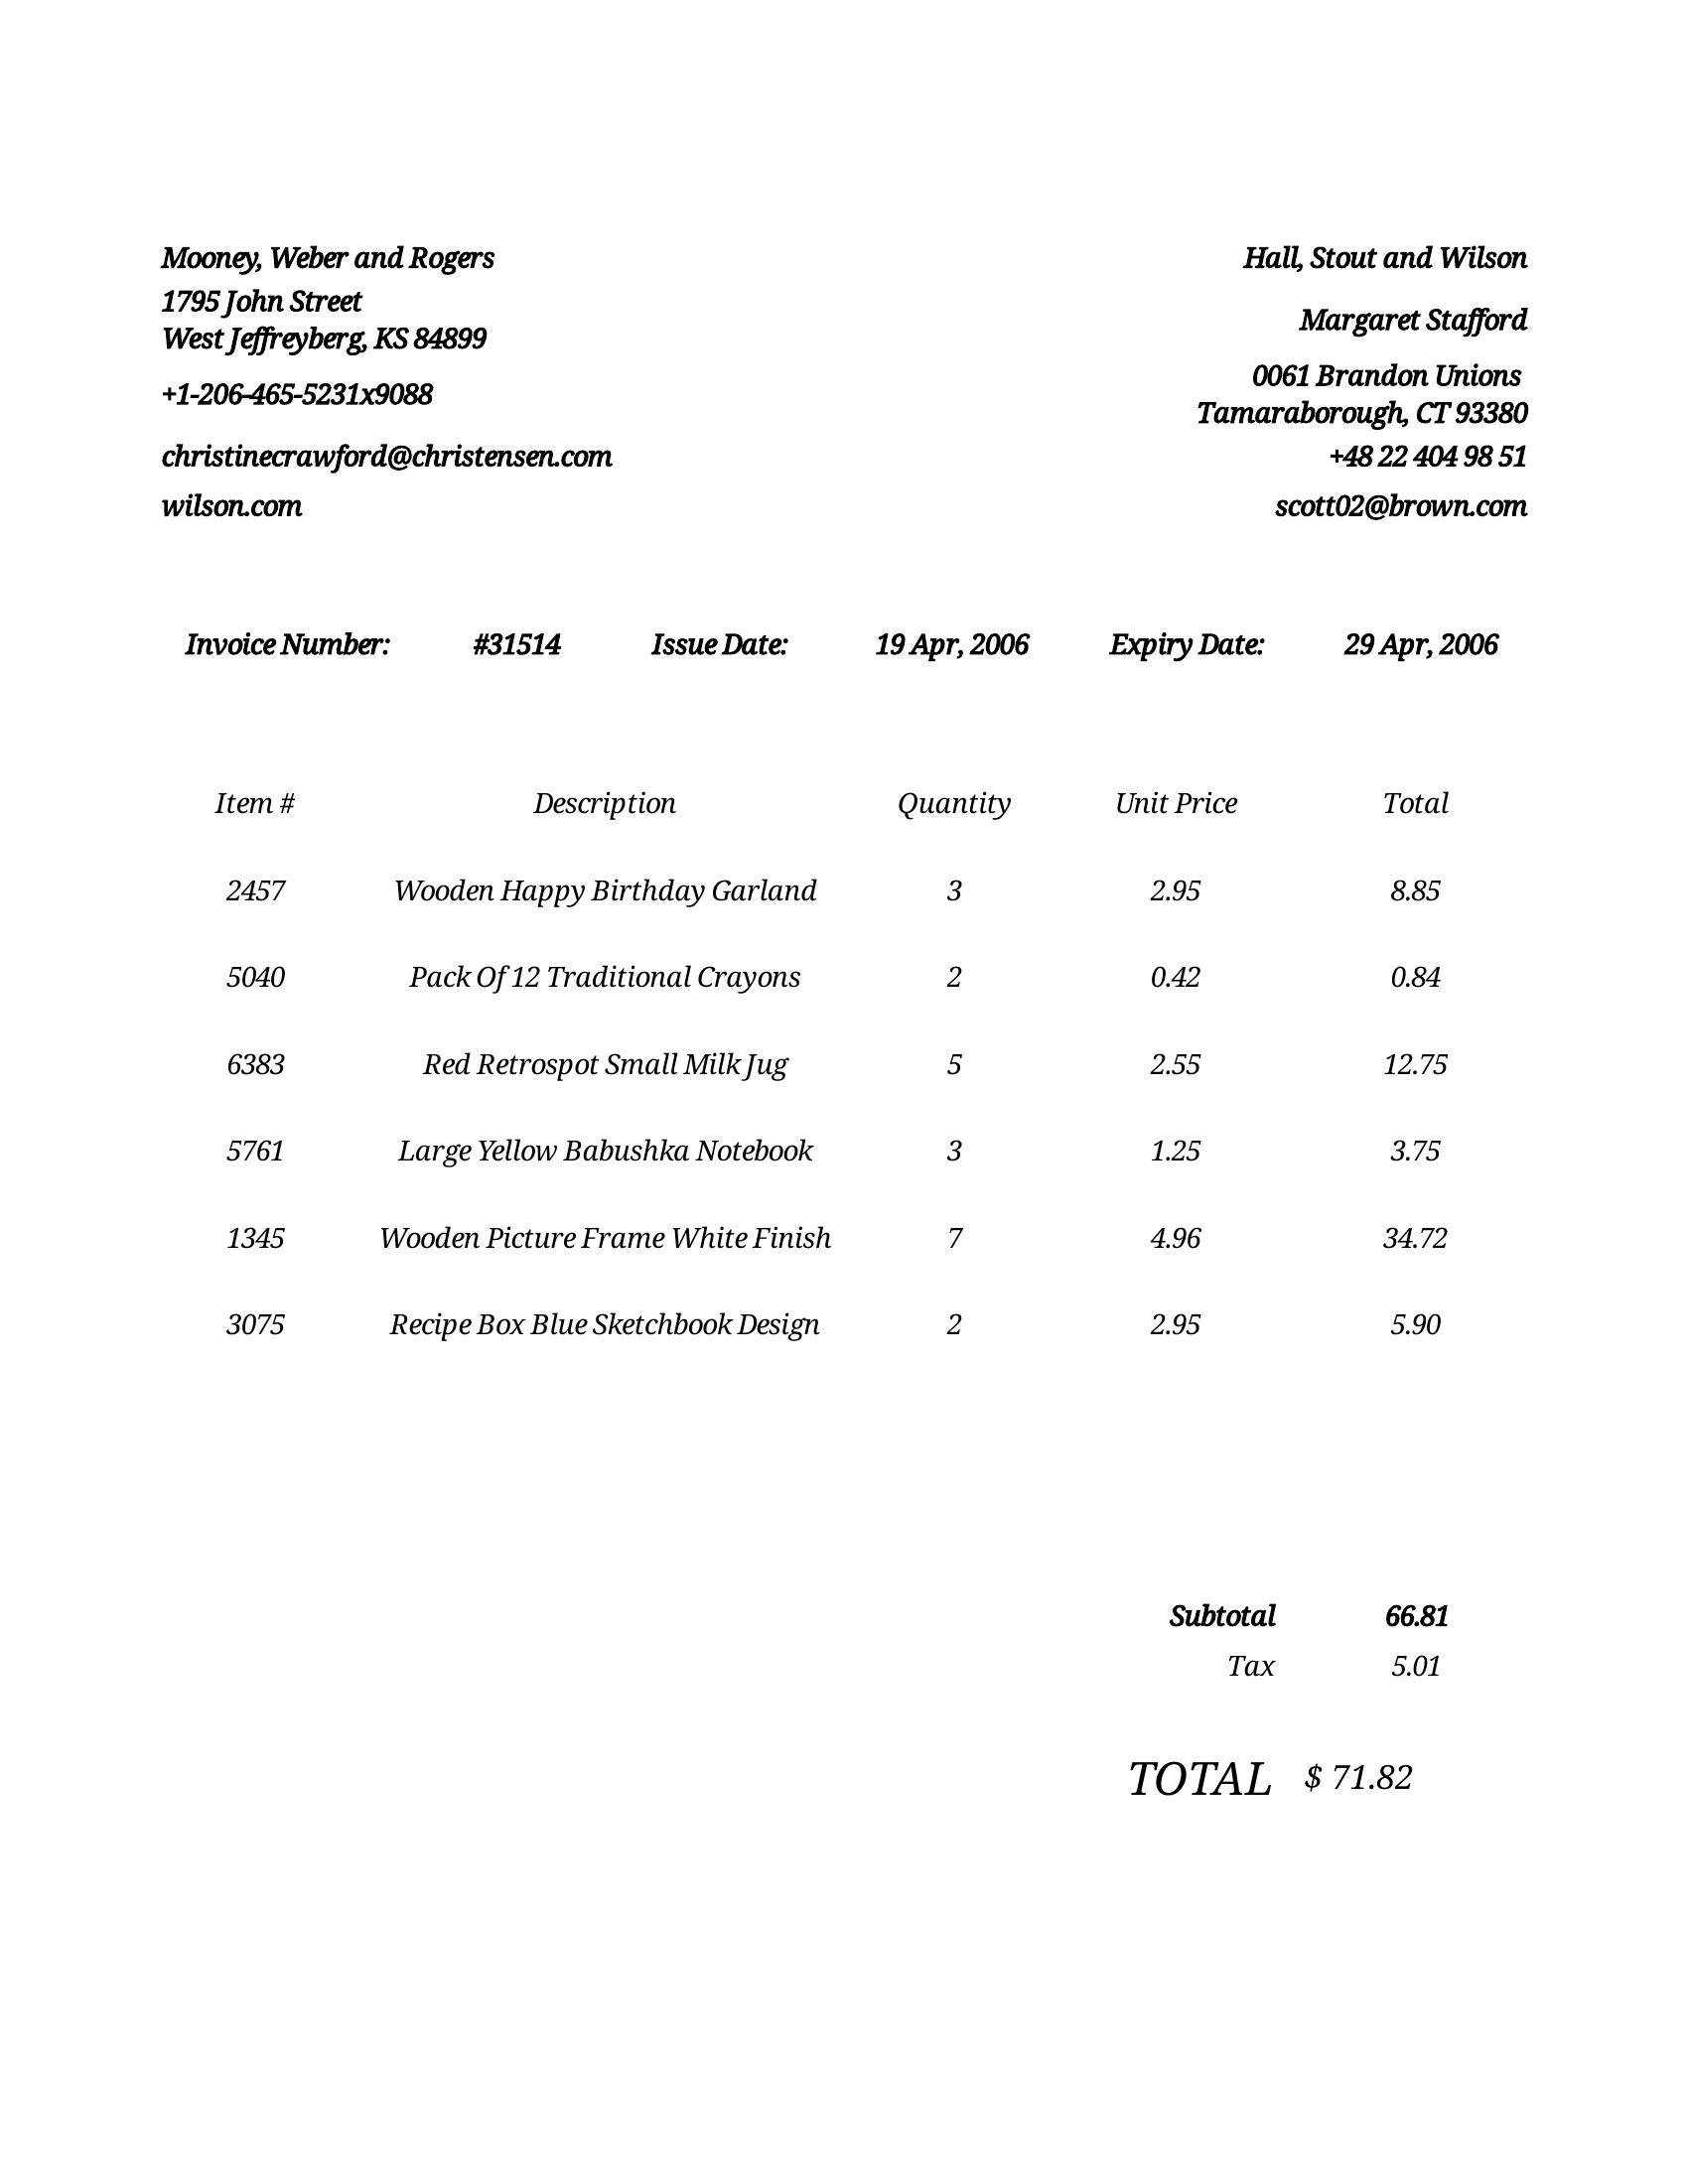 Mooney, Weber and Rogers
1795 John Street
West Jeffreyberg, KS 84899
+1-206-465-5231x9088
christinecrawford@christensen.com
wilson.com
Hall, Stout and Wilson
Margaret Stafford
0061 Brandon Unions
Tamaraborough, CT 93380
+48 22 404 98 51
scott02@brown.com
Invoice Number: #31514 Issue Date: 19 Apr, 2006 Expiry Date: 29 Apr, 2006
Item # Description Quantity Unit Price Total
2457 Wooden Happy Birthday Garland 3 2.95 8.85
5040 Pack Of 12 Traditional Crayons 2 0.42 0.84
6383 Red Retrospot Small Milk Jug 5 2.55 12.75
5761 Large Yellow Babushka Notebook 3 1.25 3.75
1345 Wooden Picture Frame White Finish 7 4.96 34.72
3075 Recipe Box Blue Sketchbook Design 2 2.95 5.90
Subtotal 66.81
Tax 5.01
TOTAL $ 71.82